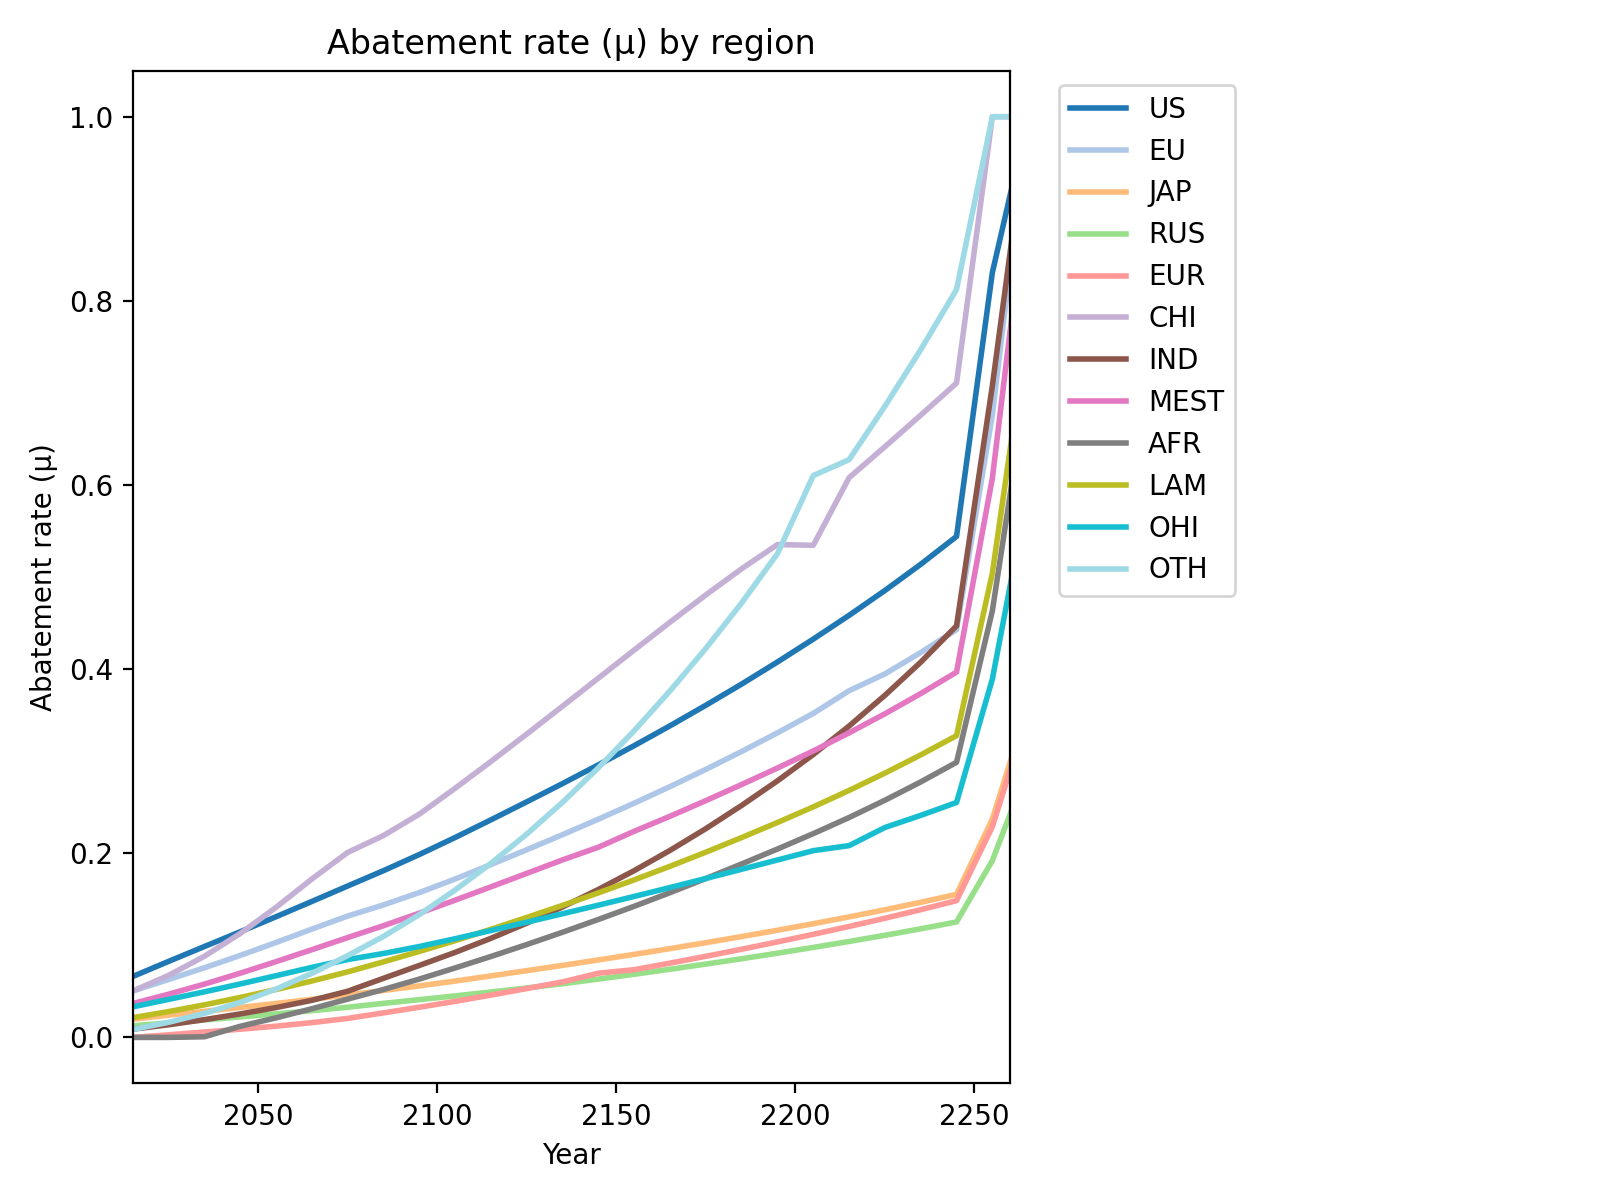 Abatement rate (μ) by region
Abatement rate (μ)
1.0
0.8
0.6
0.4
0.2
0.0
2050
2100
2150
2200
2250
Year
US
EU
JAP
RUS
EUR
CHI
IND
MEST
AFR
LAM
OHI
OTH